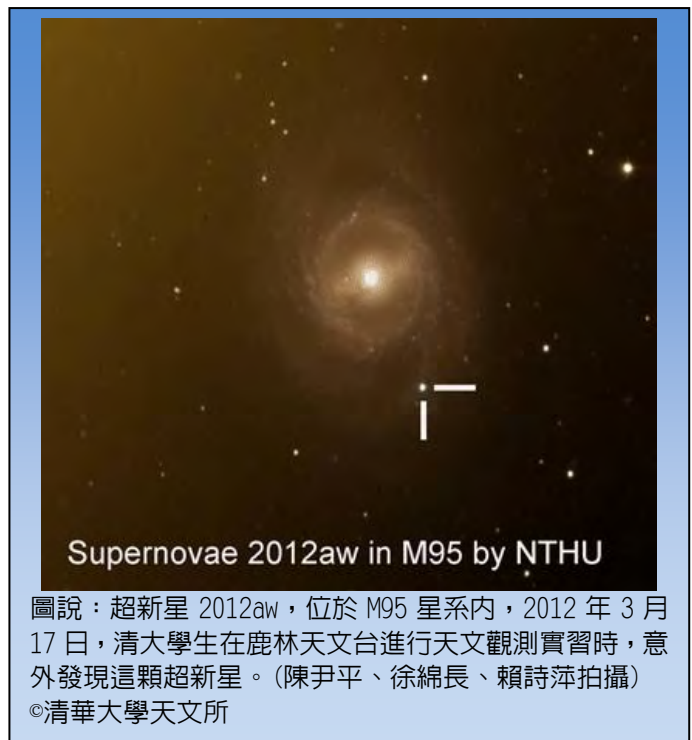 Supernovae 2012aw in M95 by NTHU
圖說：超新星 2012aw，位於 M95 星系內，2012 年 3 月
17 日，清大學生在鹿林天文台進行天文觀測實習時，意
外發現這顆超新星。(陳尹平、徐綿長、賴詩萍拍攝)
©清華大學天文所